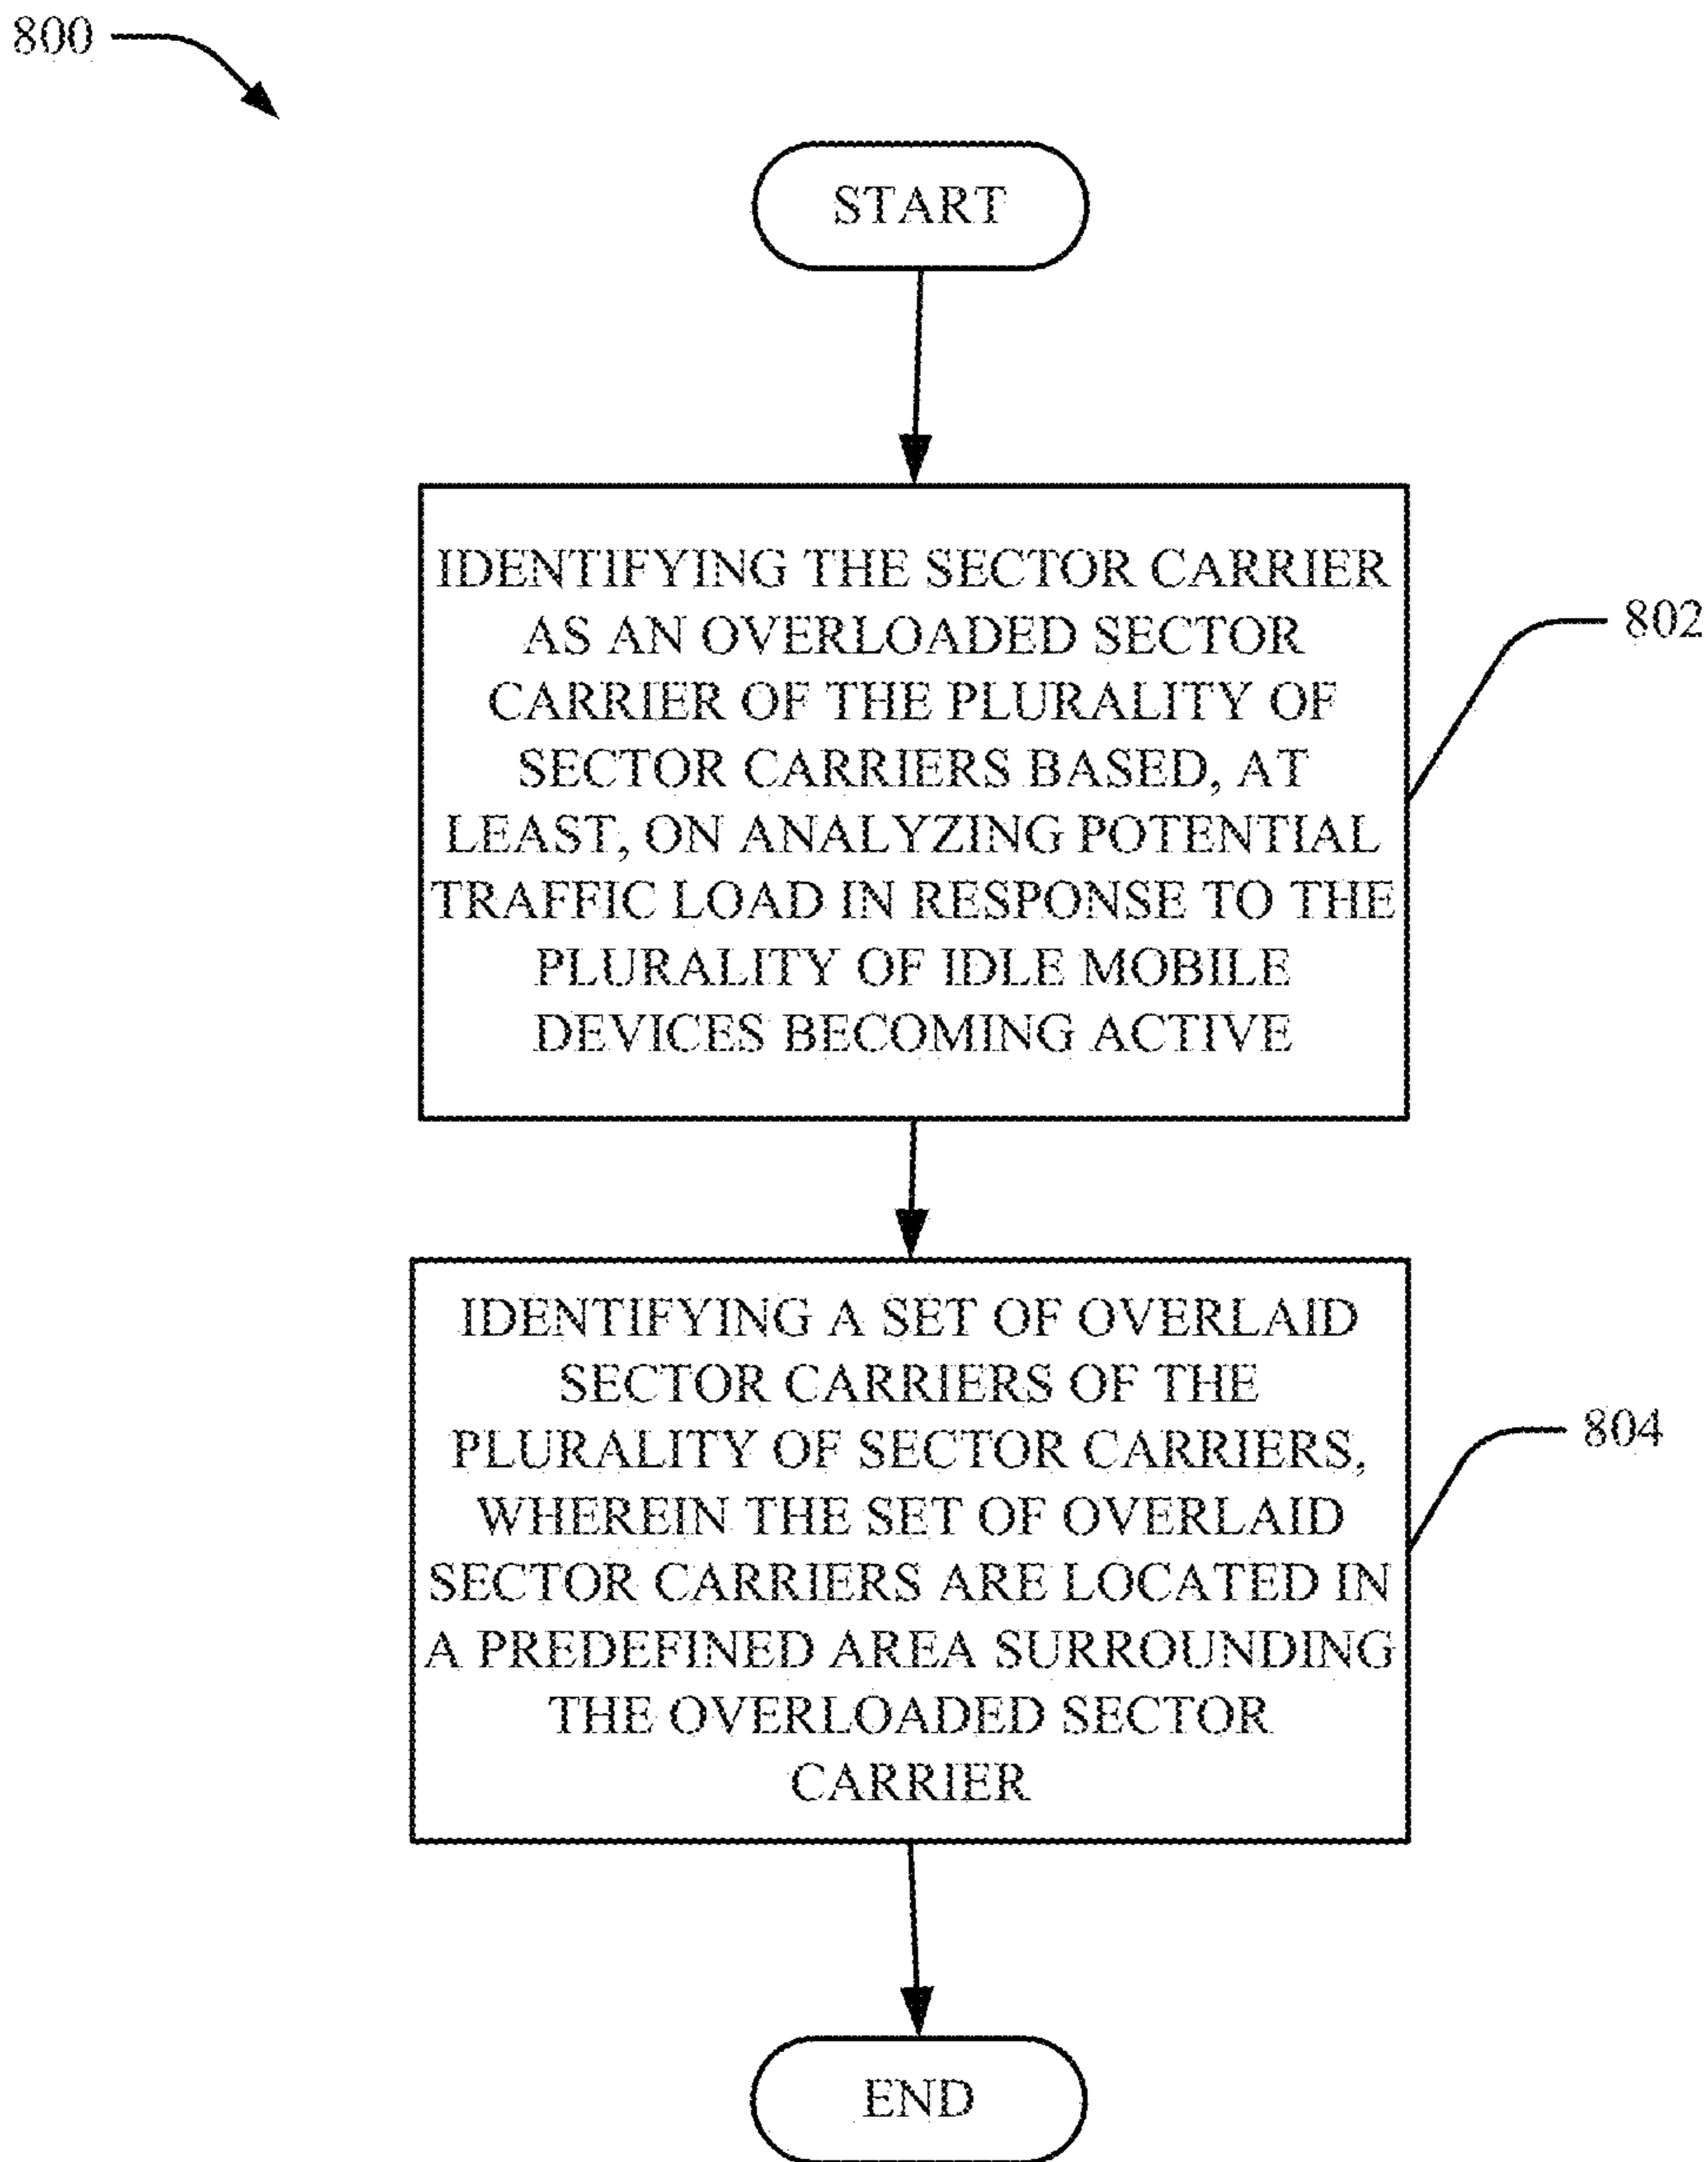 800
START
IDENTIFYING THE SECTOR CARRIER
AS AN OVERLOADED SECTOR
CARRIER OF THE PLURALITY OF
SECTOR CARRIERS BASED, AT
LEAST, ON ANALYZING POTENTIAL
TRAFFIC LOAD IN RESPONSE TO THE
PLURALITY OF IDLE MOBILE
DEVICES BECOMING ACTIVE
802
IDENTIFYING A SET OF OVERLAID
SECTOR CARRIERS OF THE
PLURALITY OF SECTOR CARRIERS,
WHEREIN THE SET OF OVERLAID
SECTOR CARRIERS ARE LOCATED IN
A PREDEFINED AREA SURROUNDING
THE OVERLOADED SECTOR
CARRIER
804
END